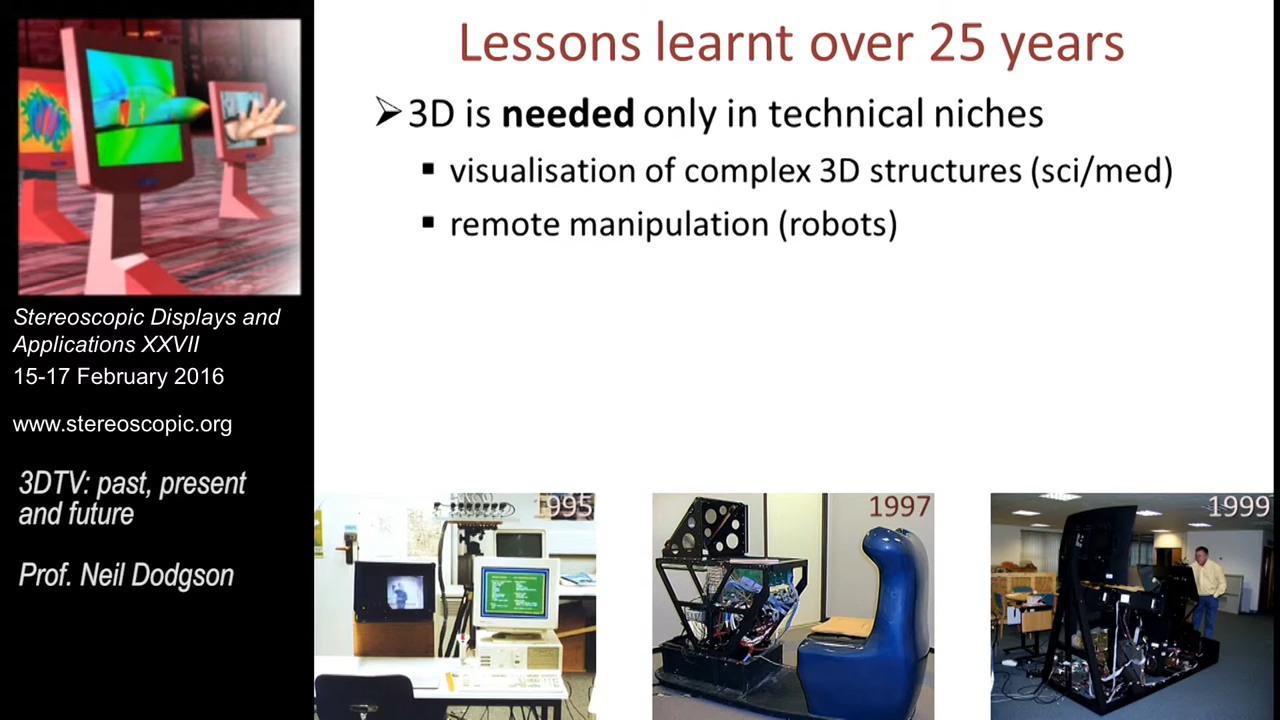 Lessons learnt over 25 years
➢ 3D is needed only in technical niches
▪ visualisation of complex 3D structures (sci/med)
▪ remote manipulation (robots)
Stereoscopic Displays and
Applications XXVII
15-17 February 2016
www.stereoscopic.org
3DTV: past, present
and future
Prof. Neil Dodgson
1995
1997
1999